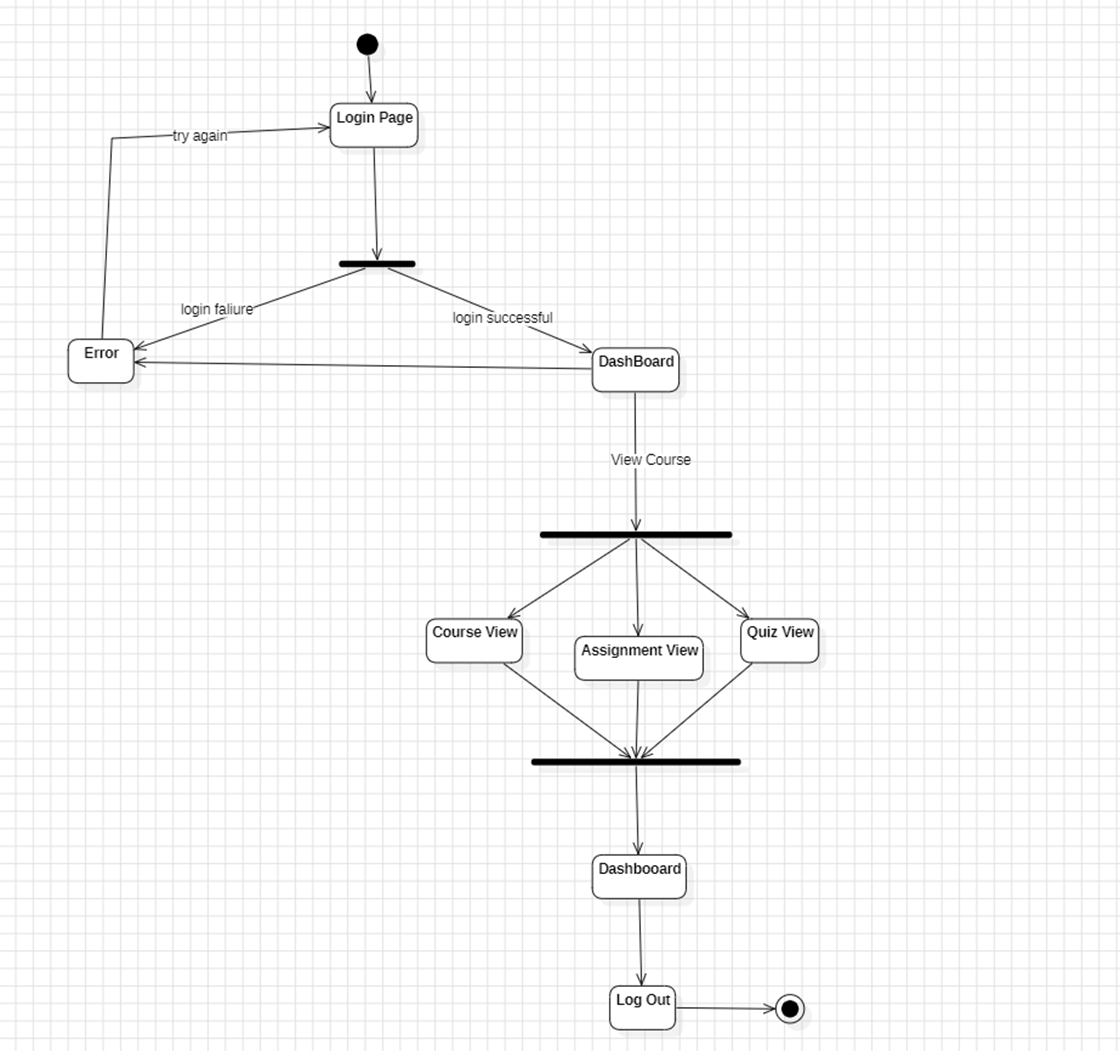 Login Page
try again
login faliure
login successful
Error
DashBoard
View Course
Course View
Assignment View
Quiz View
Dashbooard
Log Out